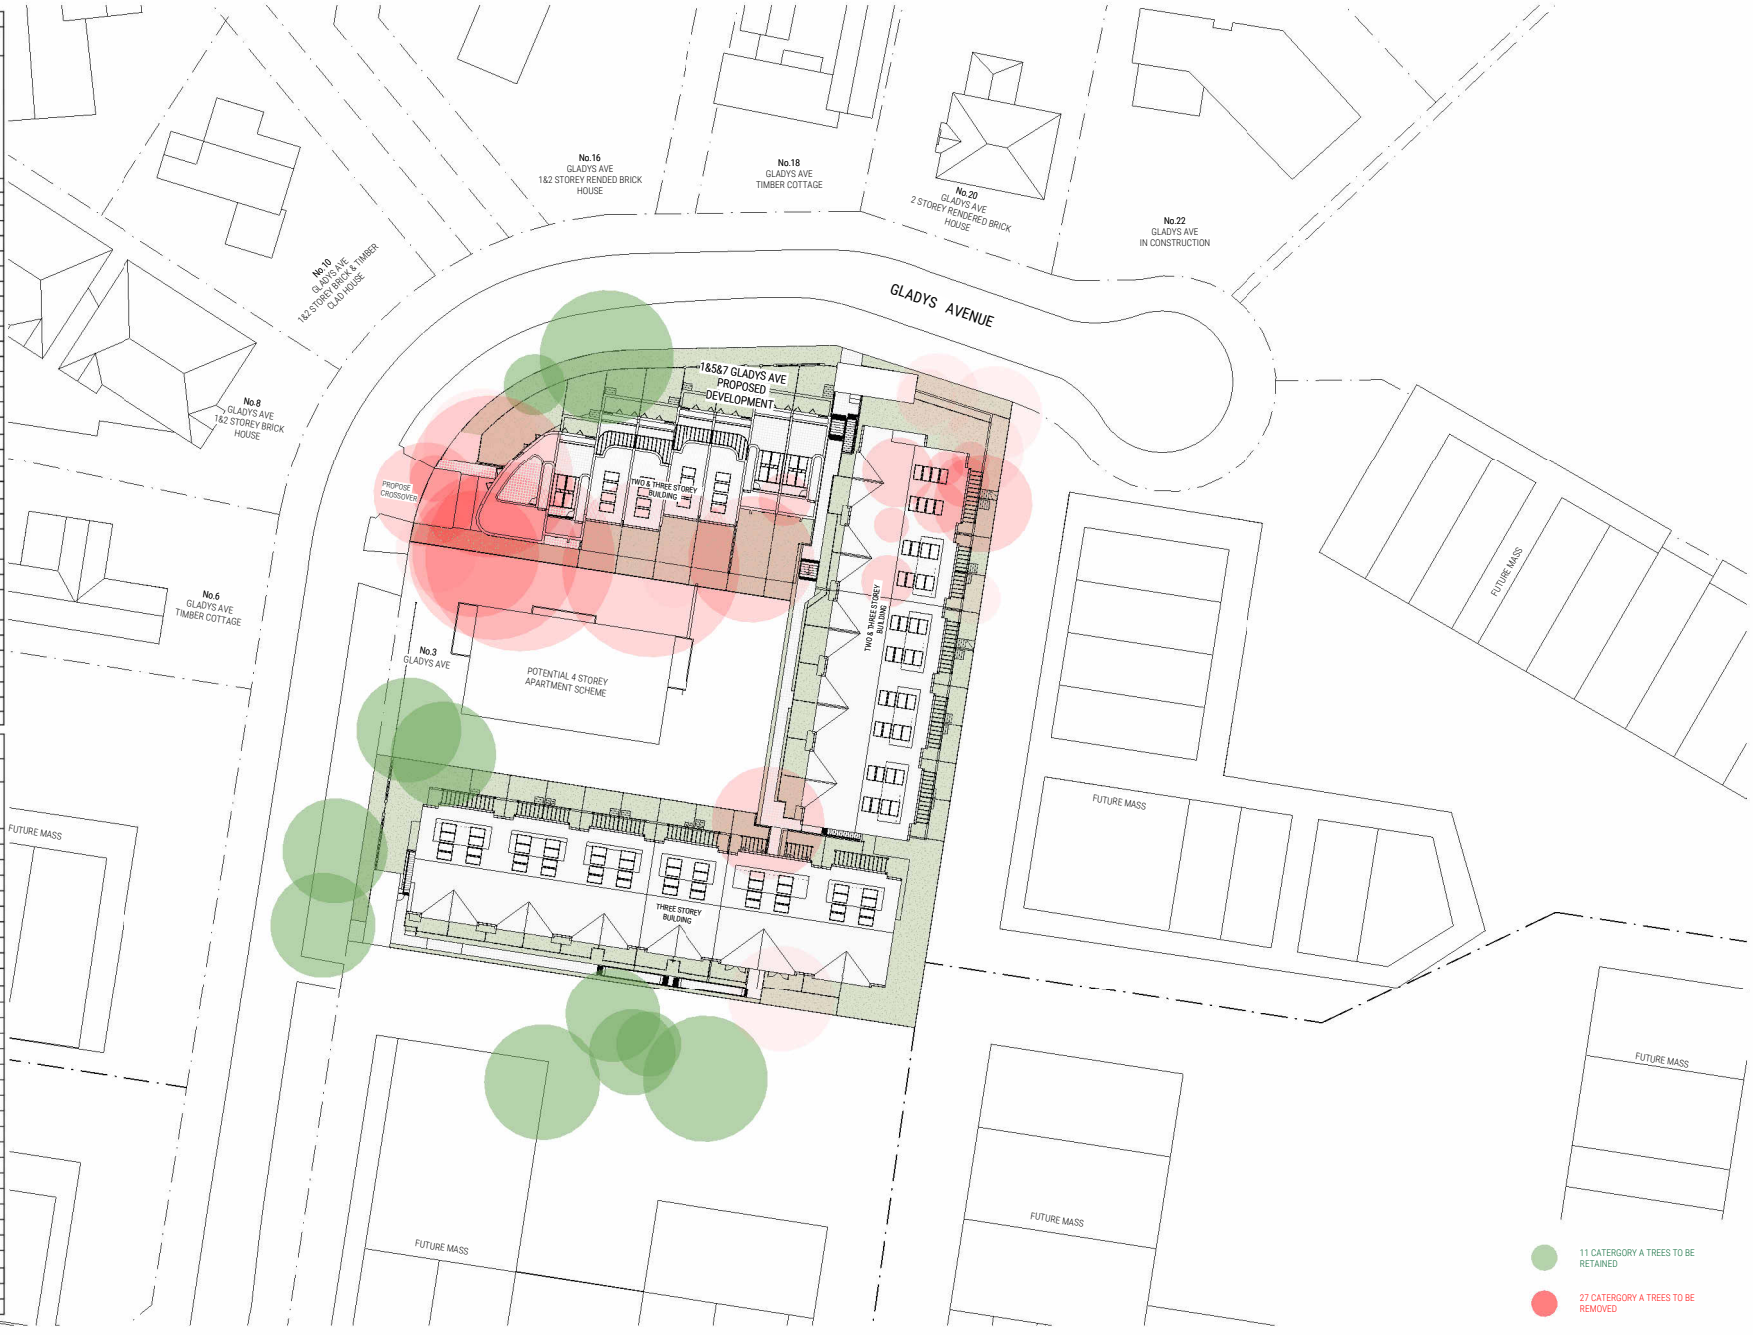 No.16
GLADYS AVE
1&2 STOREY RENDED BRICK
HOUSE
No.18
GLADYS AVE
TIMBER COTTAGE
No.20
GLADYS AVE
2 STOREY RENDERED BRICK
HOUSE
No.22
GLADYS AVE
IN CONSTRUCTION
No.10
GLADYS AVE
1&2 STOREY BRICK & TIMBER
CLAD HOUSE
GLADYS AVENUE
1&5&7 GLADYS AVE
PROPOSED
DEVELOPMENT
No.8
GLADYS AVE
1&2 STOREY BRICK
HOUSE
PROPOSE
CROSSOVER
TWO & THREE STOREY
BUILDING
FUTURE MASS
No.6
GLADYS AVE
TIMBER COTTAGE
TWO & THREE STOREY
BUILDING
No.3
GLADYS AVE
POTENTIAL 4 STOREY
APARTMENT SCHEME
FUTURE MASS
FUTURE MASS
THREE STOREY
BUILDING
FUTURE MASS
FUTURE MASS
FUTURE MASS
11 CATERGORY A TREES TO BE
RETAINED
27 CATERGORY A TREES TO BE
REMOVED